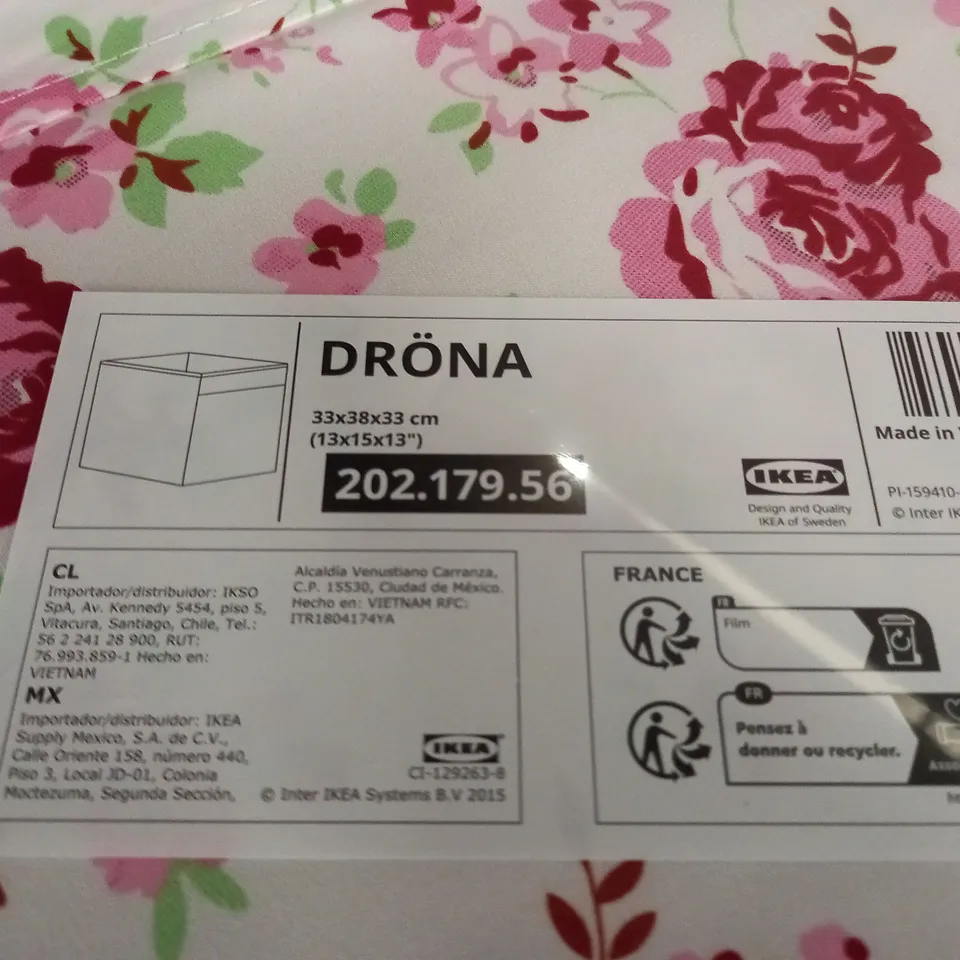 DRÖNA
33x38x33 cm
(13x15x13")
202.179.56
IKEA
Design and Quality
IKEA of Sweden
Made in
PI-159410-
© Inter IK
CL
Importador/distribuidor: IKSO
SpA, Av. Kennedy 5454, piso 5,
Vitacura, Santiago, Chile, Tel.:
56 2 241 28 900, RUT:
76.993.859-1 Hecho en:
VIETNAM
MX
Importador/distribuidor: IKEA
Supply Mexico, S.A. de C.V.,
Calle Oriente 158, número 440,
Piso 3, Local JD-01, Colonia
Moctezuma, Segunda Sección,
Alcaldía Venustiano Carranza,
C.P. 15530, Ciudad de México.
Hecho en: VIETNAM RFC:
ITR1804174YA
IKEA
CI-129263-8
© Inter IKEA Systems B.V 2015
FRANCE
FR
Film
FR
Pensez à
donner ou recycler.